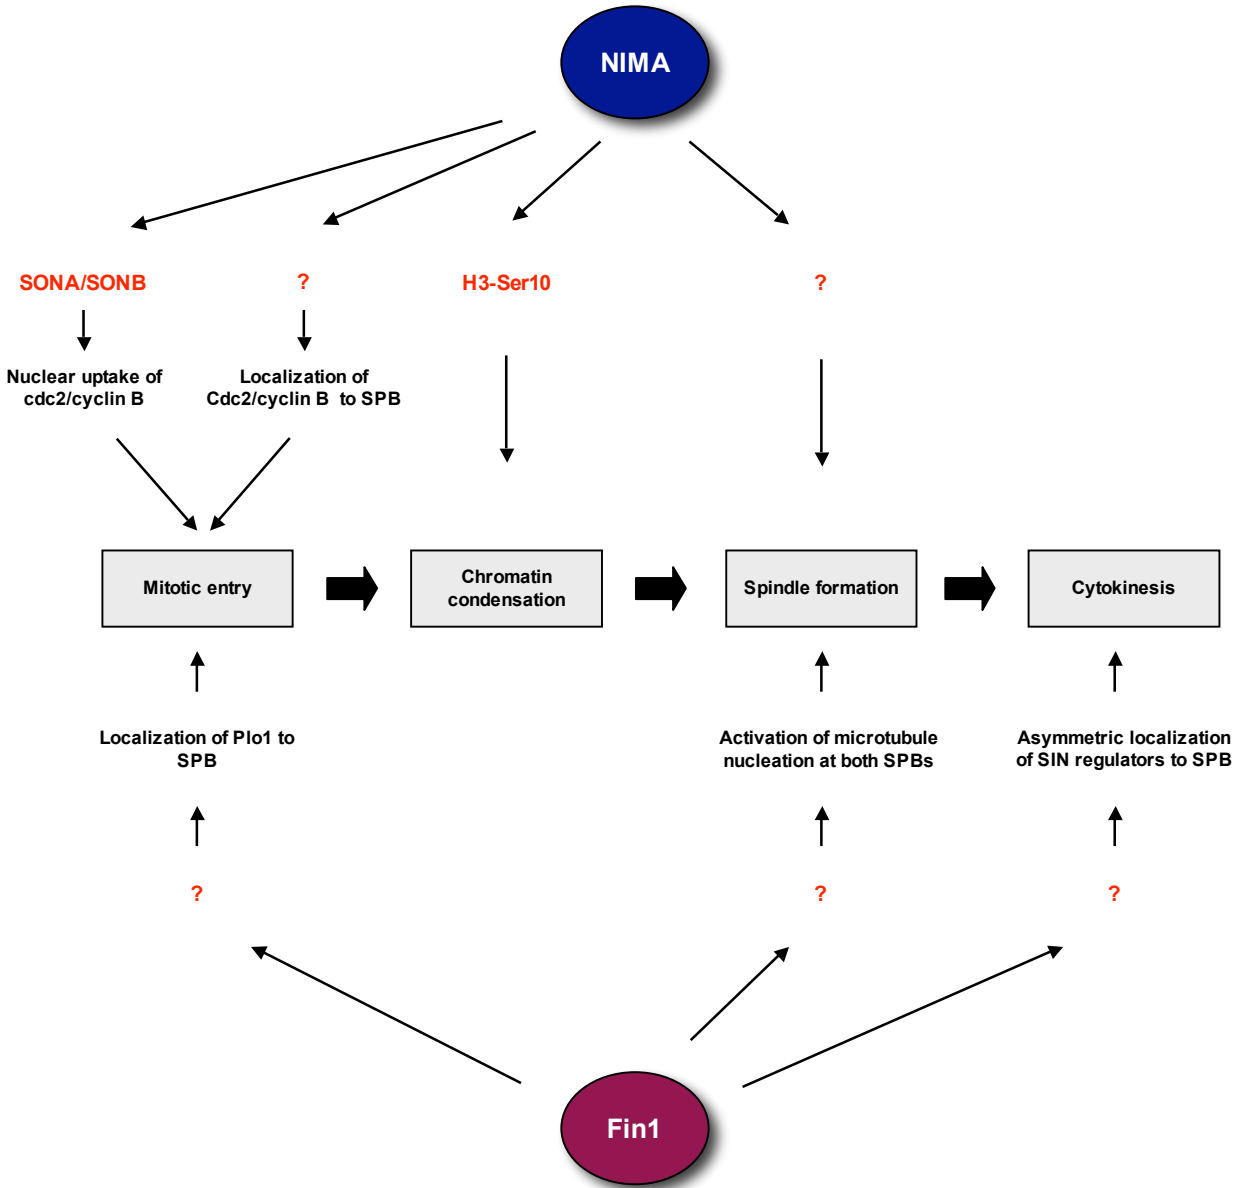 NIMA
SONA/SONB
?
H3-Ser10
?
Nuclear uptake of
cdc2/cyclin B
Localization of
Cdc2/cyclin B to SPB
Mitotic entry
Chromatin
condensation
Spindle formation
Cytokinesis
Localization of Plo1 to
SPB
Activation of microtubule
nucleation at both SPBs
Asymmetric localization
of SIN regulators to SPB
?
?
?
Fin1